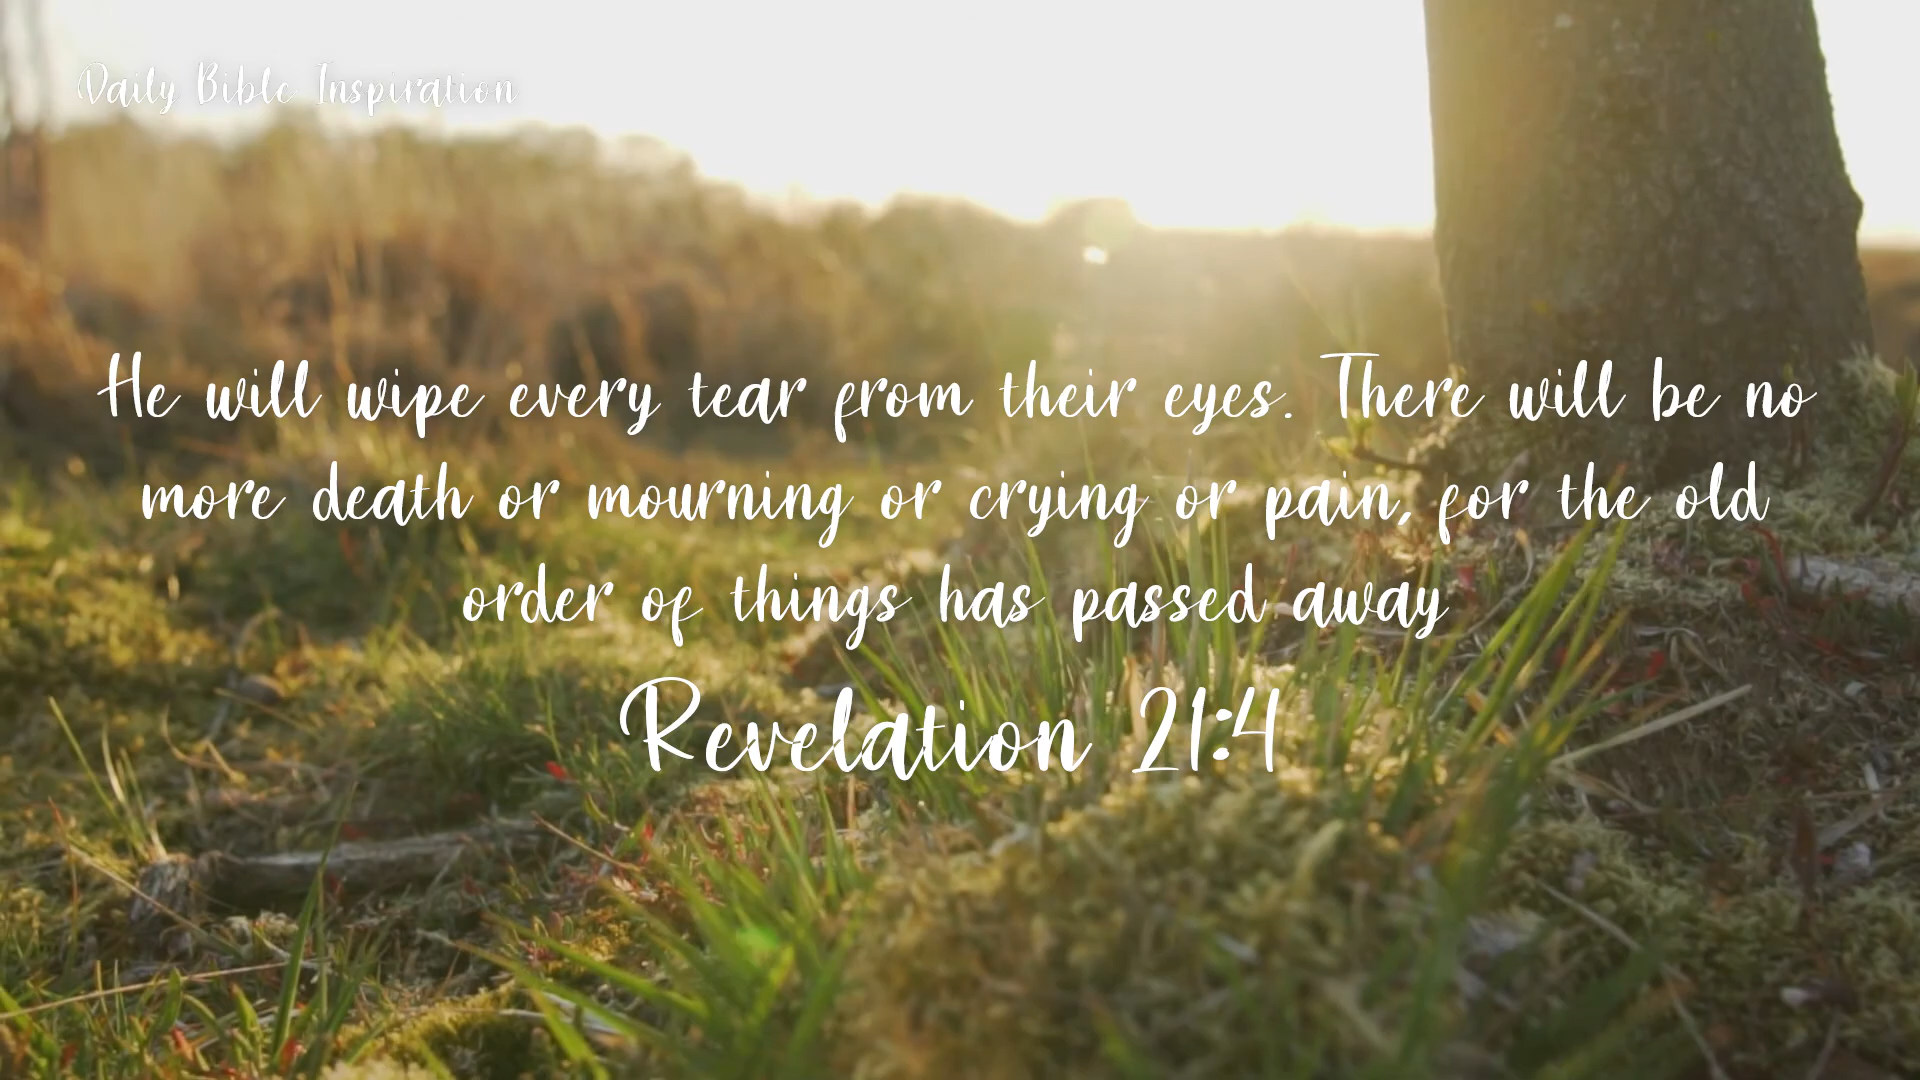 Daily Bible Inspiration
He will wipe every tear from their eyes. There will be no
more death or mourning or crying or pain, for the old
order of things has passed away
Revelation 21:4